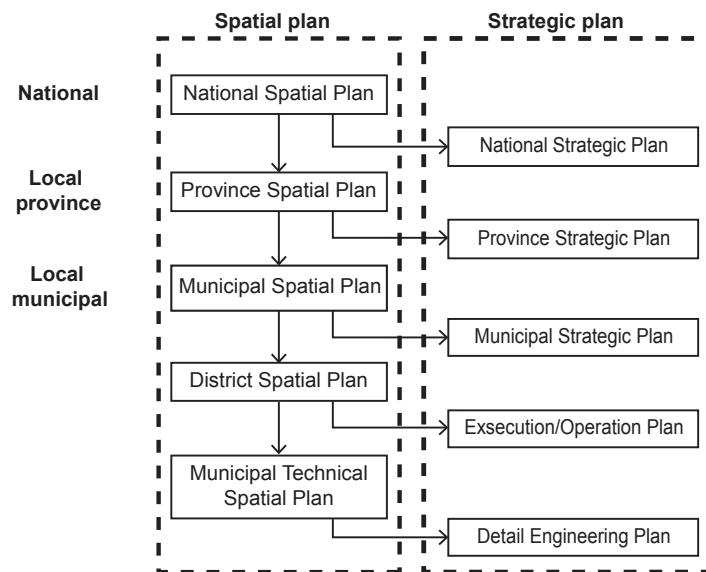 Spatial plan
Strategic plan
National
National Spatial Plan
National Strategic Plan
Local
province
Province Spatial Plan
Province Strategic Plan
Local
municipal
Municipal Spatial Plan
Municipal Strategic Plan
District Spatial Plan
Exsecution/Operation Plan
Municipal Technical
Spatial Plan
Detail Engineering Plan